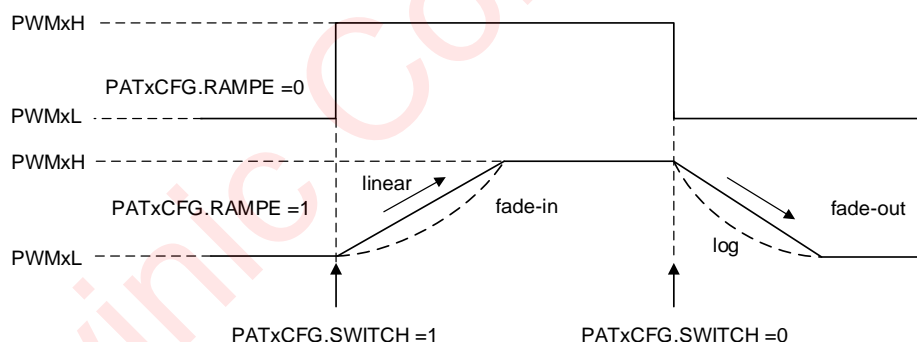 PWMxH
PATxCFG.RAMPE =0
PWMxL
PWMxH
linear
PATxCFG.RAMPE =1
fade-in
fade-out
log
PWMxL
PATxCFG.SWITCH =1
PATxCFG.SWITCH =0